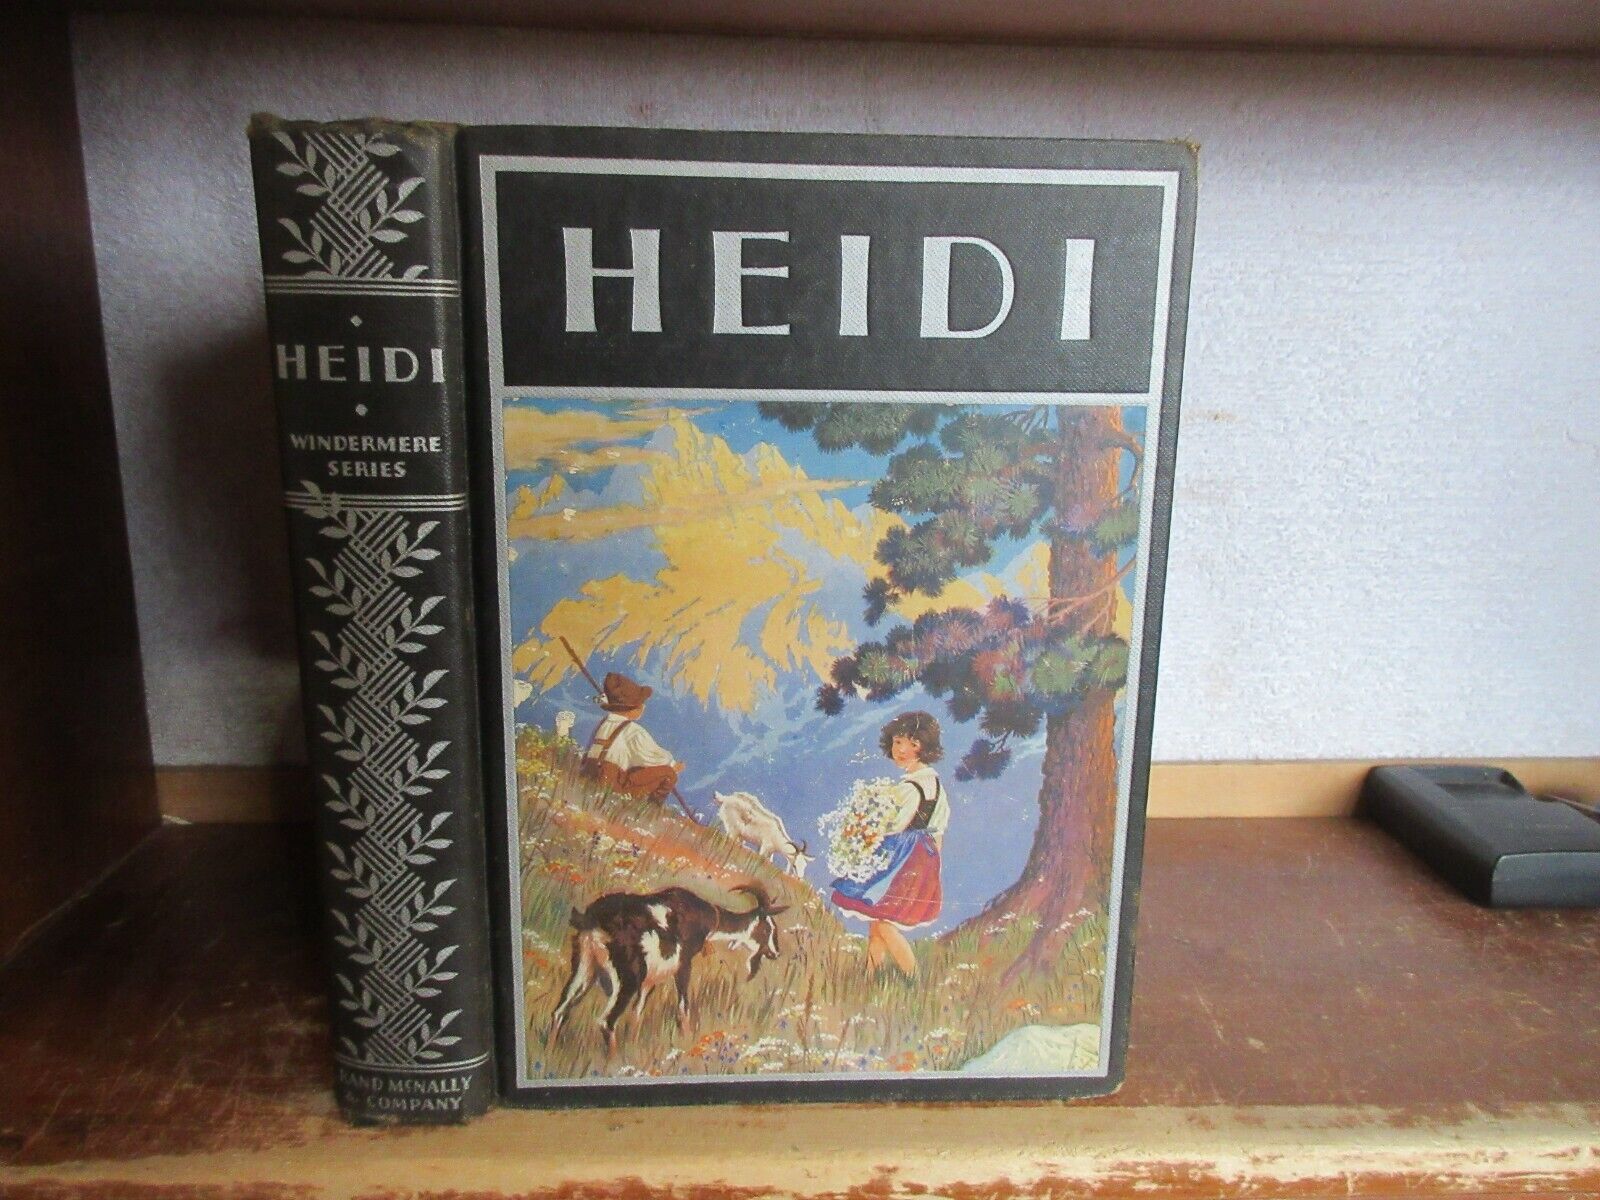 HEIDI
WINDERMERE
SERIES
RAND MCNALLY
& COMPANY
HEIDI